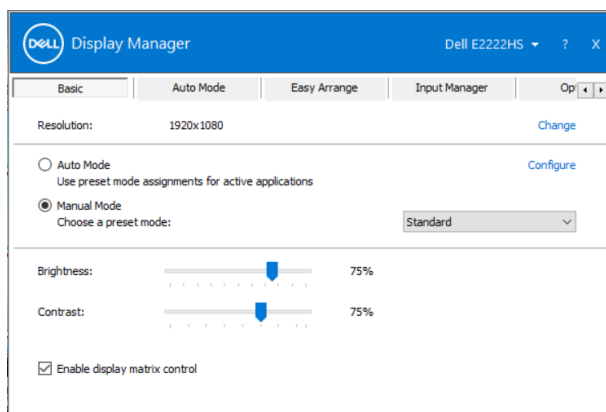 DELL Display Manager Dell E2222HS ? X
Basic Auto Mode Easy Arrange Input Manager Op
Resolution: 1920x1080 Change
Auto Mode Configure
Use preset mode assignments for active applications
Manual Mode
Choose a preset mode: Standard
Brightness: 75%
Contrast: 75%
Enable display matrix control